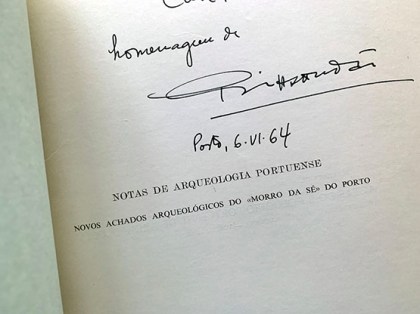 homenagem de
Porto, 6.VI.64
NOTAS DE ARQUEOLOGIA PORTUENSE
NOVOS ACHADOS ARQUEOLÓGICOS DO «MORRO DA SÉ» DO PORTO